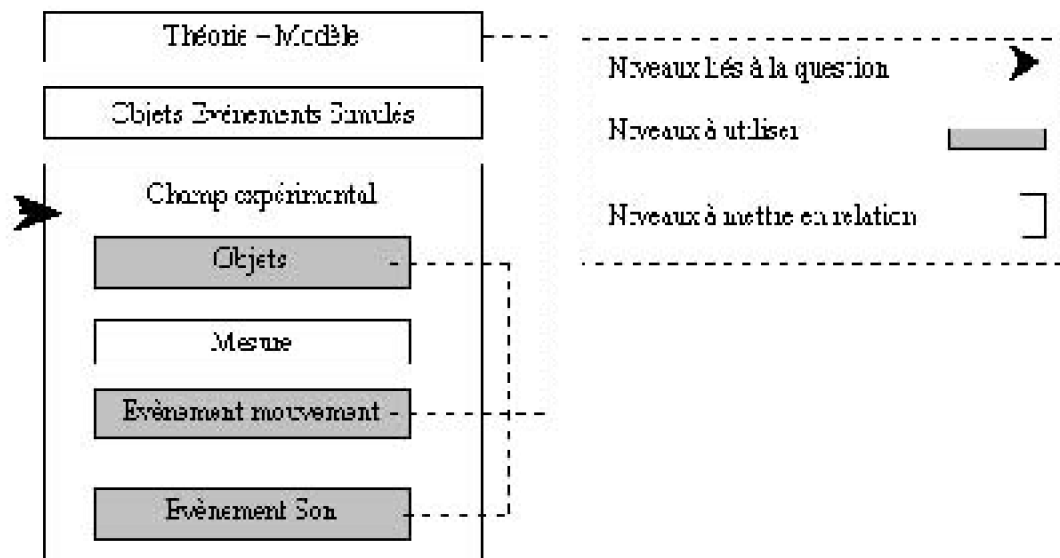 Théorie – Modèle
Objets Evénements Simulés
Champ expérimental
Objets
Mesure
Evènement mouvement
Evènement Son
Niveaux liés à la question
Niveaux à utiliser
Niveaux à mettre en relation